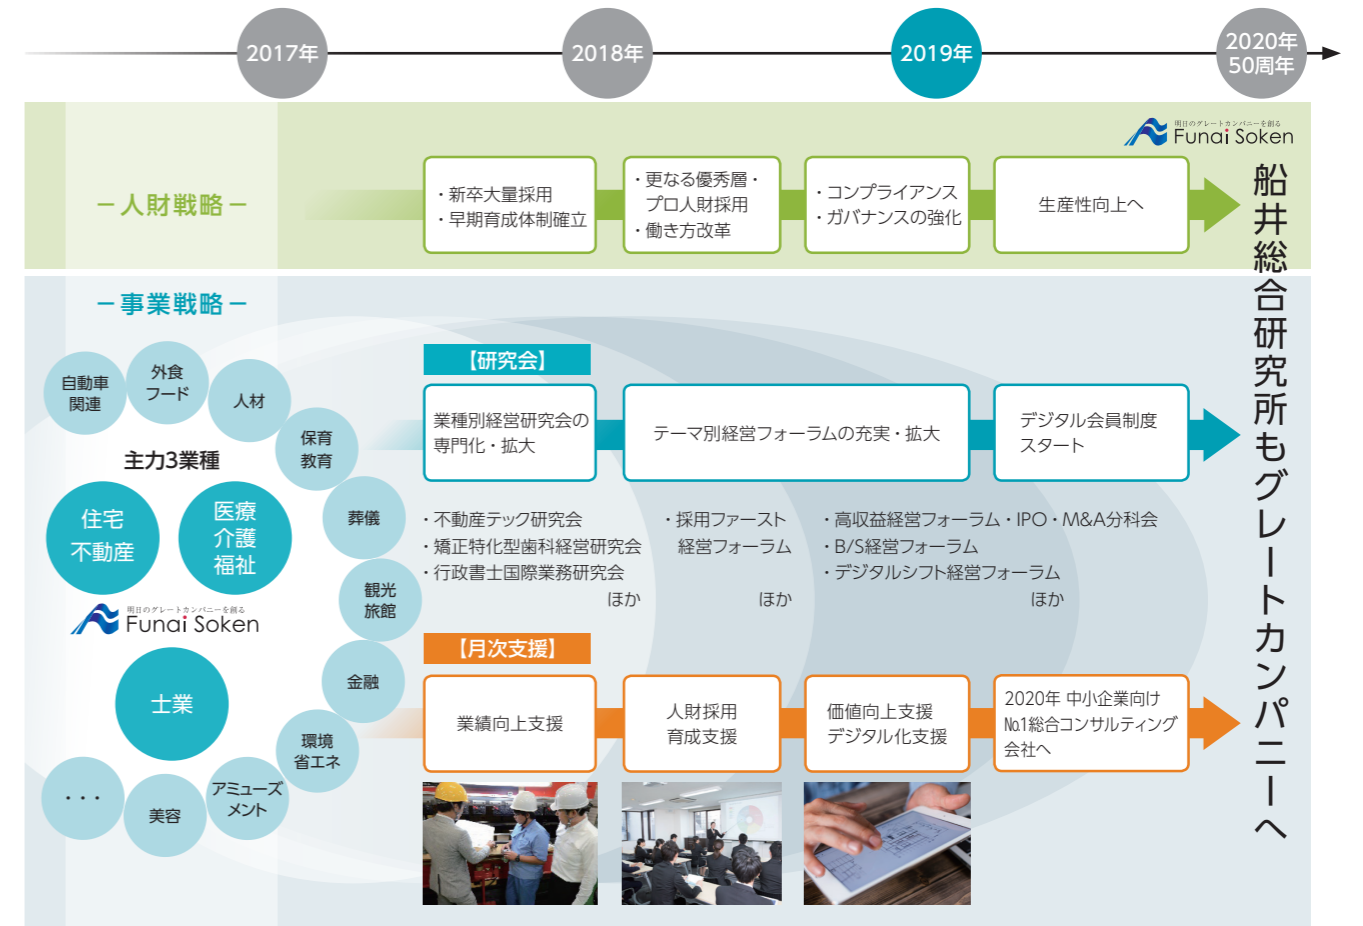 2017年
2018年
2019年
2020年
50周年
明日のグレートカンパニーを創る
Funai Soken
－人財戦略－
・新卒大量採用
・早期育成体制確立
・更なる優秀層・
プロ人財採用
・働き方改革
・コンプライアンス
・ガバナンスの強化
生産性向上へ
船井総合研究所もグレートカンパニーへ
－事業戦略－
自動車
関連
外食
フード
人材
保育
教育
葬儀
観光
旅館
金融
環境
省エネ
アミューズ
メント
美容
・・・
主力3業種
住宅
不動産
医療
介護
福祉
明日のグレートカンパニーを創る
Funai Soken
士業
【研究会】
業種別経営研究会の
専門化・拡大
テーマ別経営フォーラムの充実・拡大
デジタル会員制度
スタート
・不動産テック研究会
・矯正特化型歯科経営研究会
・行政書士国際業務研究会
ほか
・採用ファースト
経営フォーラム
ほか
・高収益経営フォーラム・IPO・M&A分科会
・B/S経営フォーラム
・デジタルシフト経営フォーラム
ほか
【月次支援】
業績向上支援
人財採用
育成支援
価値向上支援
デジタル化支援
2020年 中小企業向け
№1総合コンサルティング
会社へ